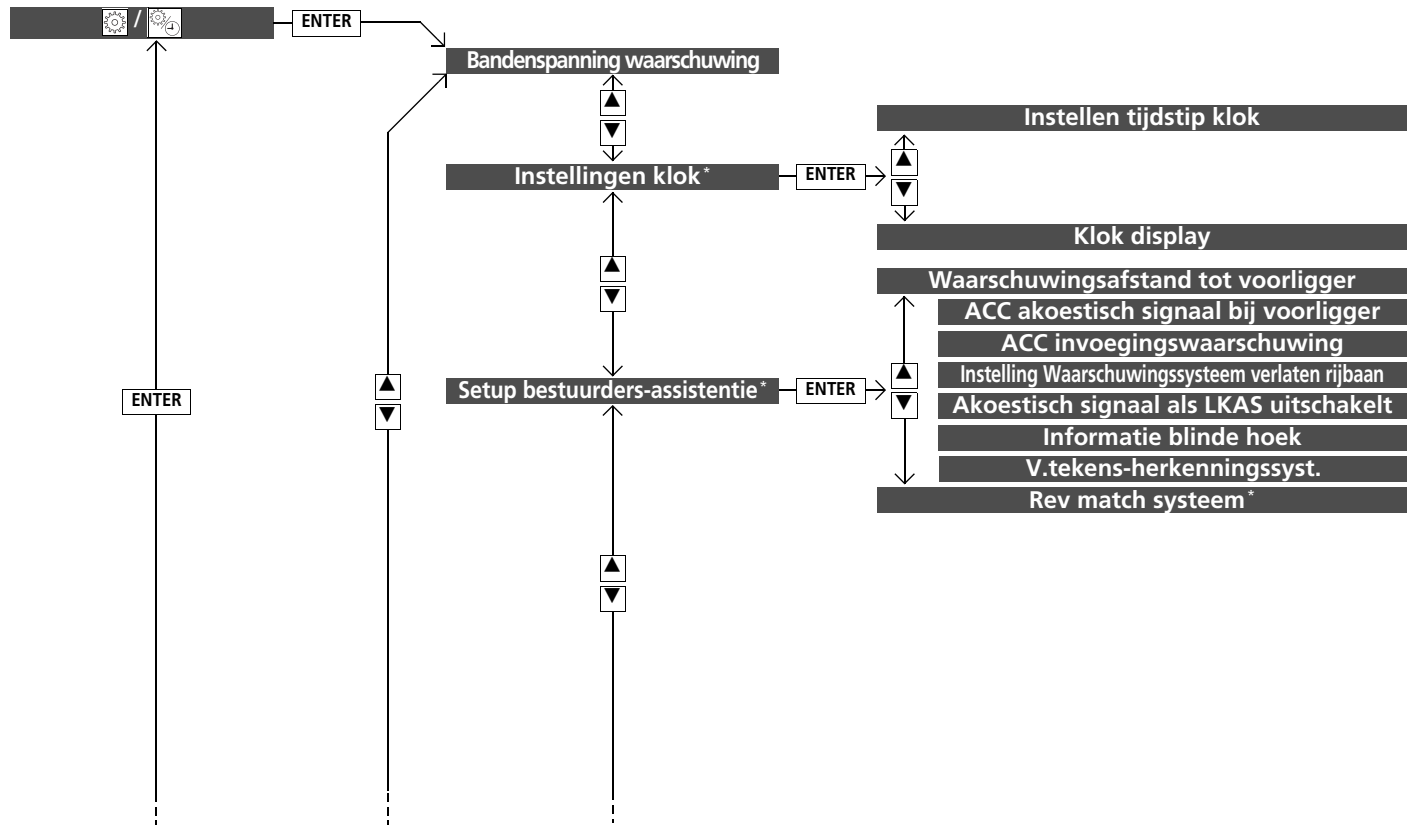 /
ENTER
Bandenspanning waarschuwing
▲
▼
Instellingen klok*
ENTER
▲
▼
Instellen tijdstip klok
Klok display
▲
▼
Setup bestuurders-assistentie*
ENTER
▲
▼
Waarschuwingsafstand tot voorligger
ACC akoestisch signaal bij voorligger
ACC invoegingswaarschuwing
Instelling Waarschuwingssysteem verlaten rijbaan
Akoestisch signaal als LKAS uitschakelt
Informatie blinde hoek
V.tekens-herkenningssyst.
Rev match systeem*
ENTER
▲
▼
▲
▼